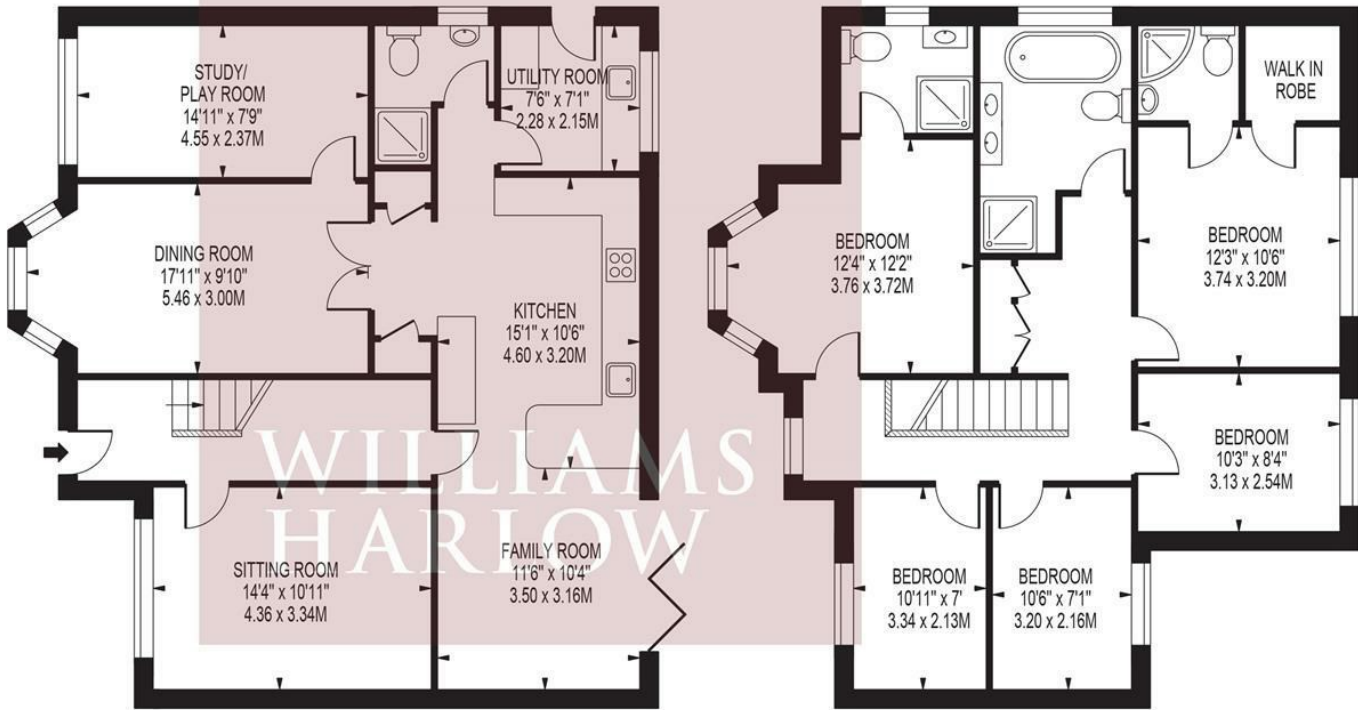 STUDY/
PLAY ROOM
14'11" x 7'9"
4.55 x 2.37M
UTILITY ROOM
7'6" x 7'1"
2.28 x 2.15M
DINING ROOM
17'11" x 9'10"
5.46 x 3.00M
KITCHEN
15'1" x 10'6"
4.60 x 3.20M
SITTING ROOM
14'4" x 10'11"
4.36 x 3.34M
FAMILY ROOM
11'6" x 10'4"
3.50 x 3.16M
WILLIAMS
HARLOW
WALK IN
ROBE
BEDROOM
12'4" x 12'2"
3.76 x 3.72M
BEDROOM
12'3" x 10'6"
3.74 x 3.20M
BEDROOM
10'3" x 8'4"
3.13 x 2.54M
BEDROOM
10'11" x 7'
3.34 x 2.13M
BEDROOM
10'6" x 7'1"
3.20 x 2.16M